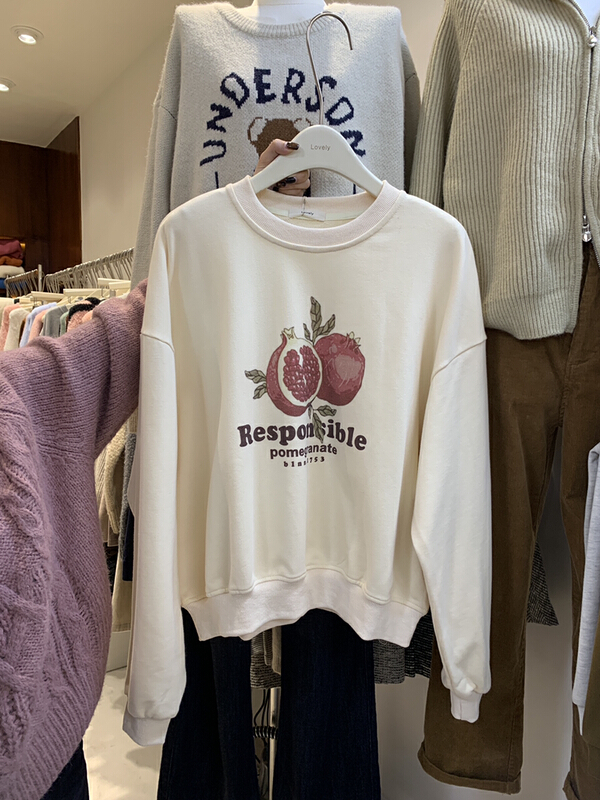 UNDERSON
Lovely
Responsible
pomegranate